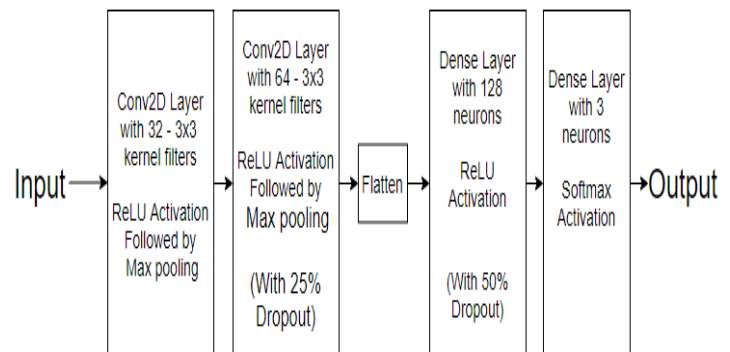 Input
Conv2D Layer
with 32 - 3x3
kernel filters
ReLU Activation
Followed by
Max pooling
Conv2D Layer
with 64 - 3x3
kernel filters
ReLU Activation
Followed by
Max pooling
(With 25%
Dropout)
Flatten
Dense Layer
with 128
neurons
ReLU
Activation
(With 50%
Dropout)
Dense Layer
with 3
neurons
Softmax
Activation
Output